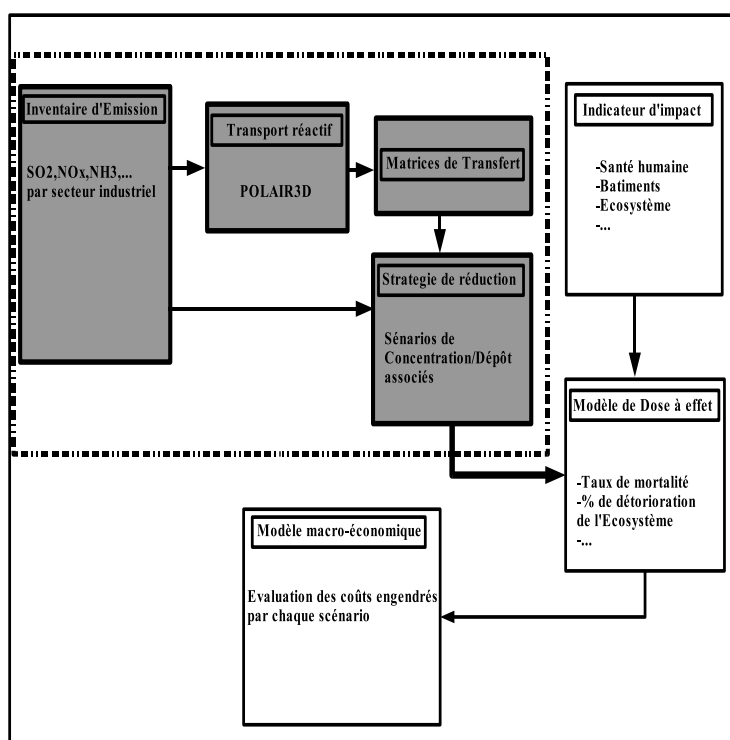 Inventaire d'Emission
SO2,NOx,NH3,...
par secteur industriel
Transport réactif
POLAIR3D
Matrices de Transfert
Strategie de réduction
Sénarios de
Concentration/Dépôt
associés
Indicateur d'impact
-Santé humaine
-Batiments
-Ecosystème
-...
Modèle de Dose à effet
-Taux de mortalité
-% de détorioration
de l'Ecosystème
-...
Modèle macro-économique
Evaluation des coûts engendrés
par chaque scénario